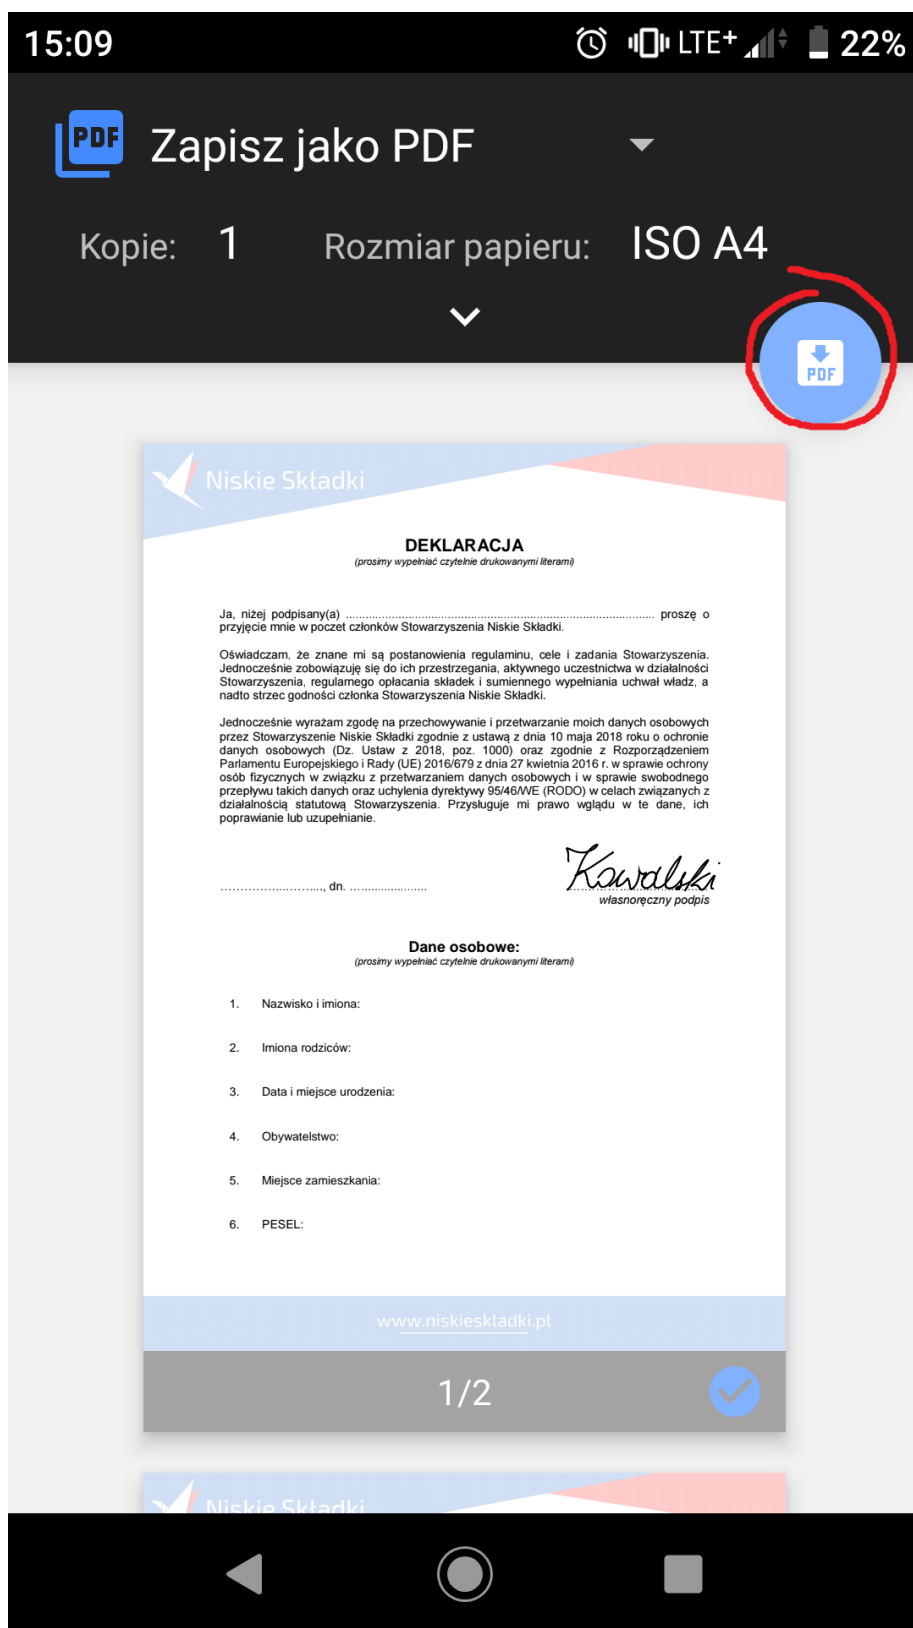 15:09 LTE+ 22%
PDF Zapisz jako PDF
Kopie: 1 Rozmiar papieru: ISO A4
PDF
Niskie Składki
DEKLARACJA
(prosimy wypełniać czytelnie drukowanymi literami)
Ja, niżej podpisany(a) ................................................................................................ proszę o
przyjęcie mnie w poczet członków Stowarzyszenia Niskie Składki.
Oświadczam, że znane mi są postanowienia regulaminu, cele i zadania Stowarzyszenia.
Jednocześnie zobowiązuję się do ich przestrzegania, aktywnego uczestnictwa w działalności
Stowarzyszenia, regularnego opłacania składek i sumiennego wypełniania uchwał władz, a
nadto strzec godności członka Stowarzyszenia Niskie Składki.
Jednocześnie wyrażam zgodę na przechowywanie i przetwarzanie moich danych osobowych
przez Stowarzyszenie Niskie Składki zgodnie z ustawą z dnia 10 maja 2018 roku o ochronie
danych osobowych (Dz. Ustaw z 2018, poz. 1000) oraz zgodnie z Rozporządzeniem
Parlamentu Europejskiego i Rady (UE) 2016/679 z dnia 27 kwietnia 2016 r. w sprawie ochrony
osób fizycznych w związku z przetwarzaniem danych osobowych i w sprawie swobodnego
przepływu takich danych oraz uchylenia dyrektywy 95/46/WE (RODO) w celach związanych z
działalnością statutową Stowarzyszenia. Przysługuje mi prawo wglądu w te dane, ich
poprawianie lub uzupełnianie.
Kowalski
............................., dn. ........................
własnoręczny podpis
Dane osobowe:
(prosimy wypełniać czytelnie drukowanymi literami)
1. Nazwisko i imiona:
2. Imiona rodziców:
3. Data i miejsce urodzenia:
4. Obywatelstwo:
5. Miejsce zamieszkania:
6. PESEL:
www.niskieskladki.pl
1/2
Niskie Składki